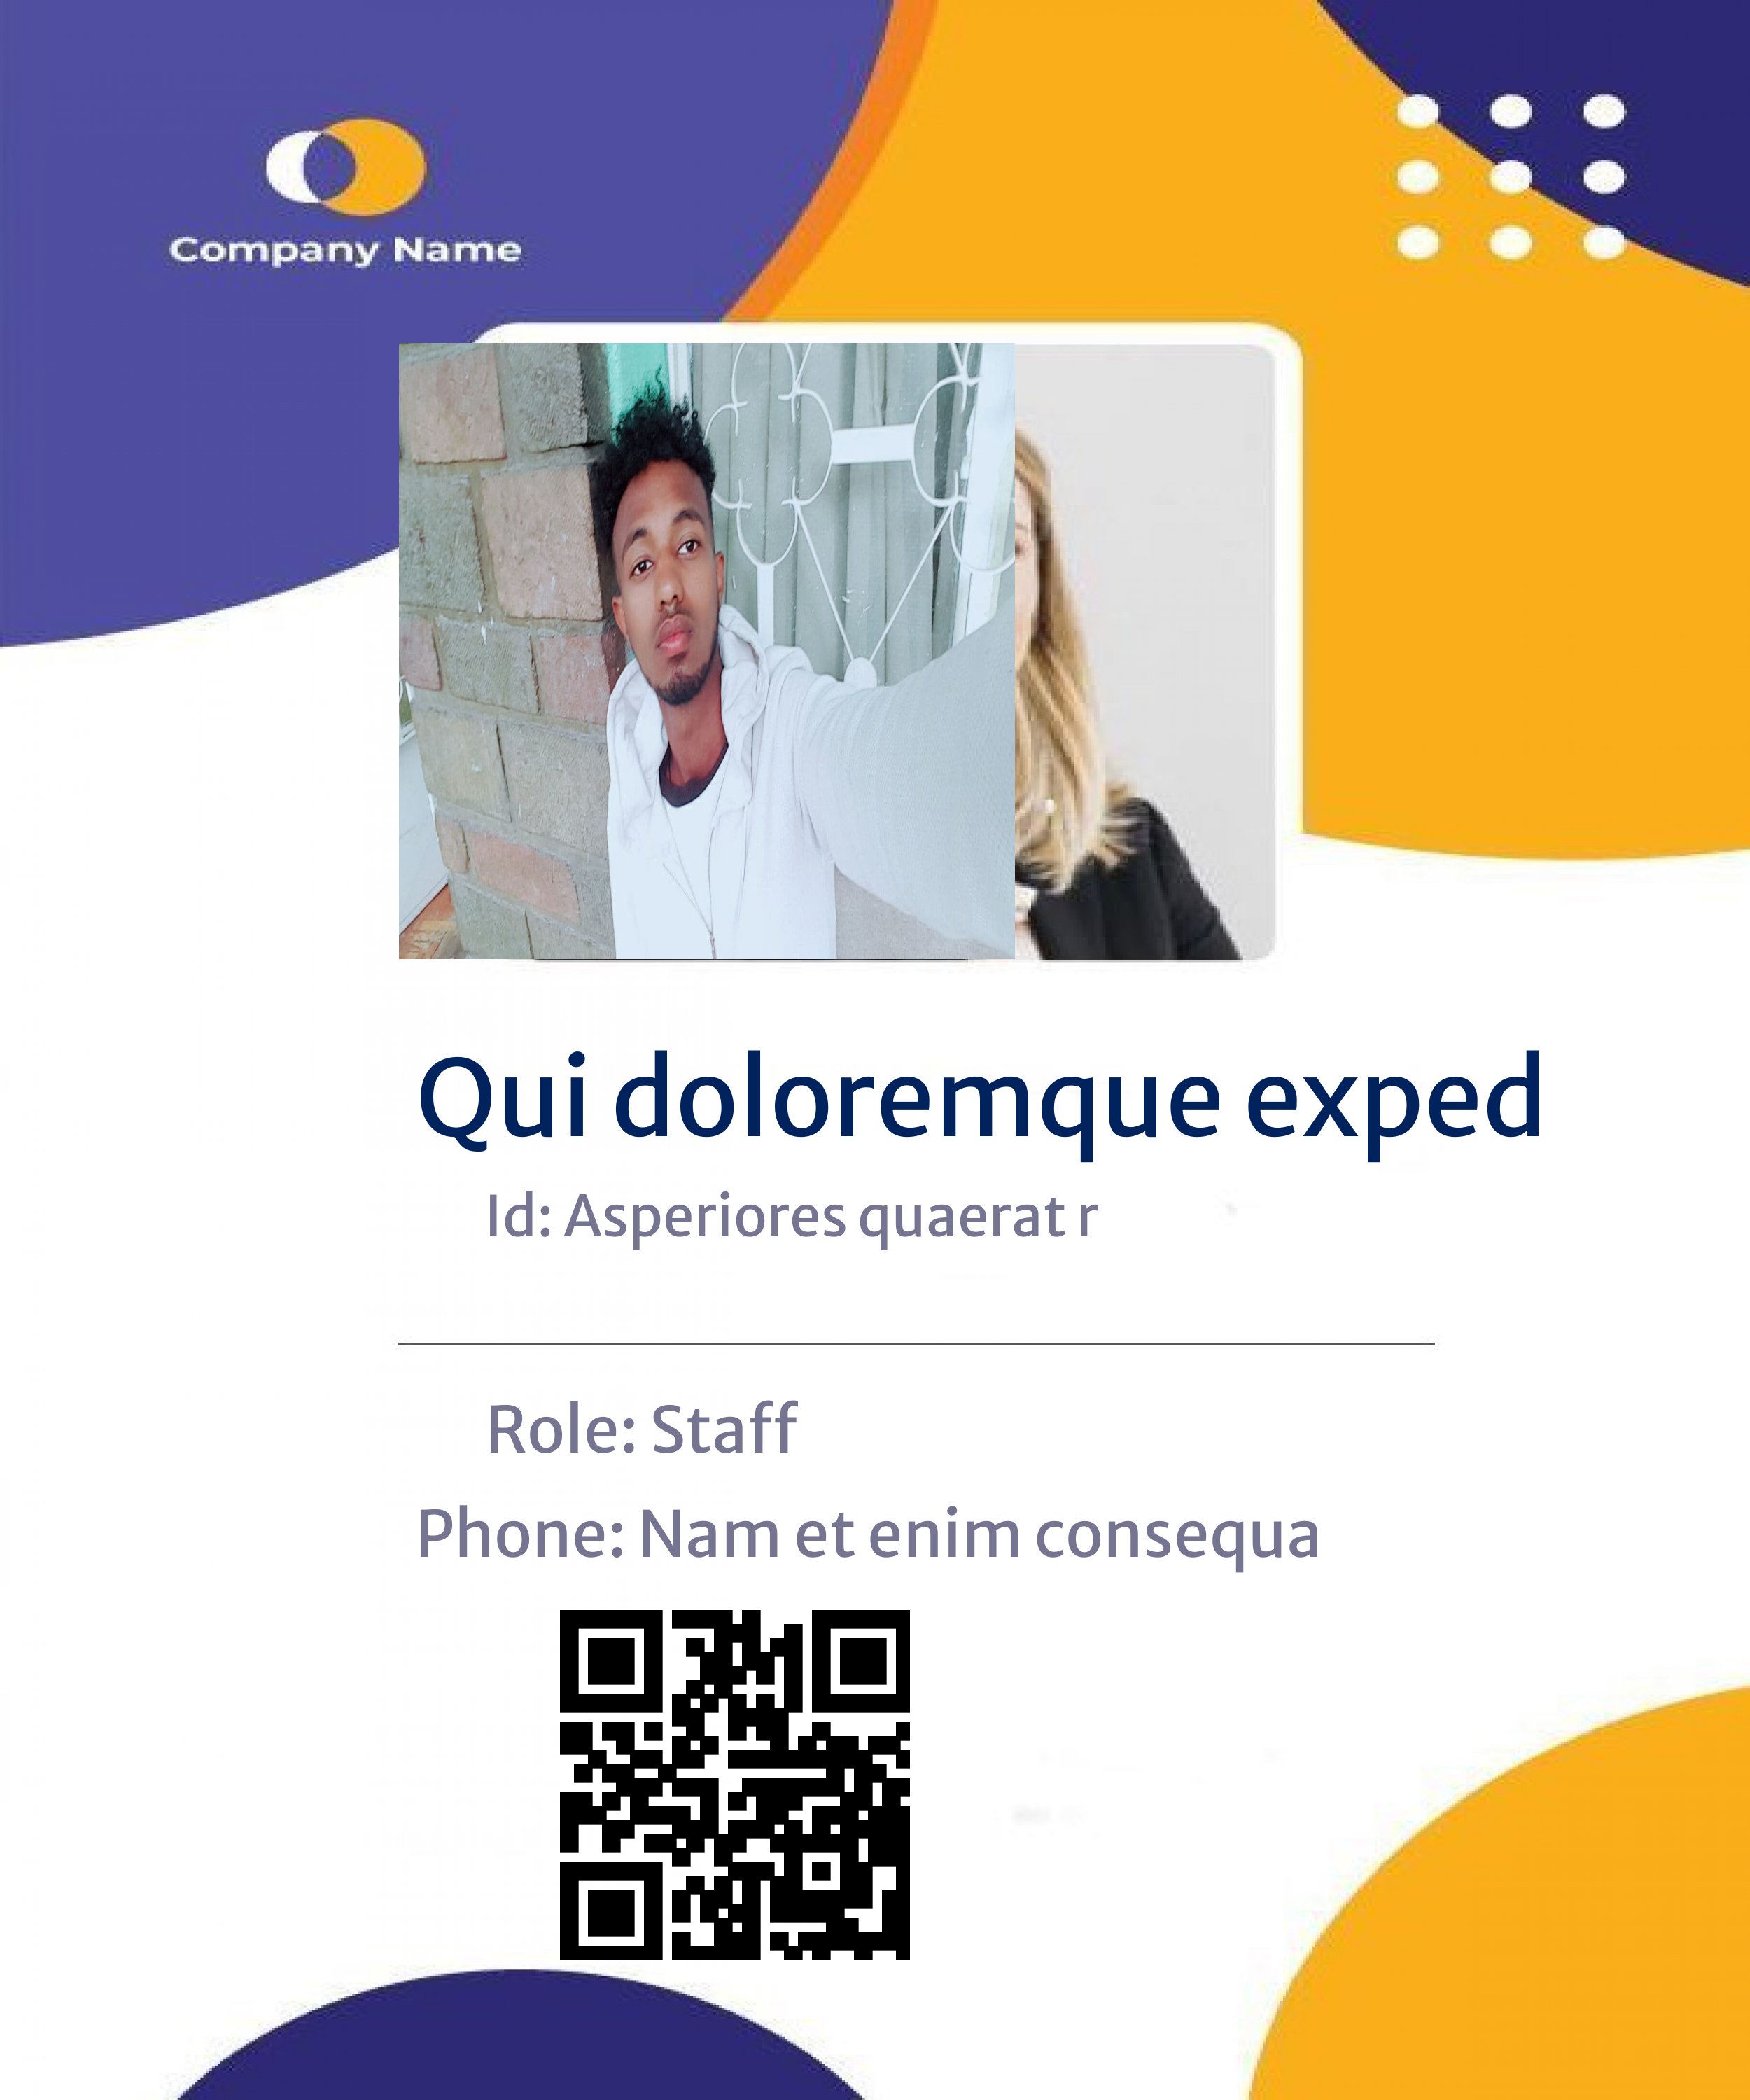 Company Name
Qui doloremque exped
Id: Asperiores quaerat r
Role: Staff
Phone: Nam et enim consequa